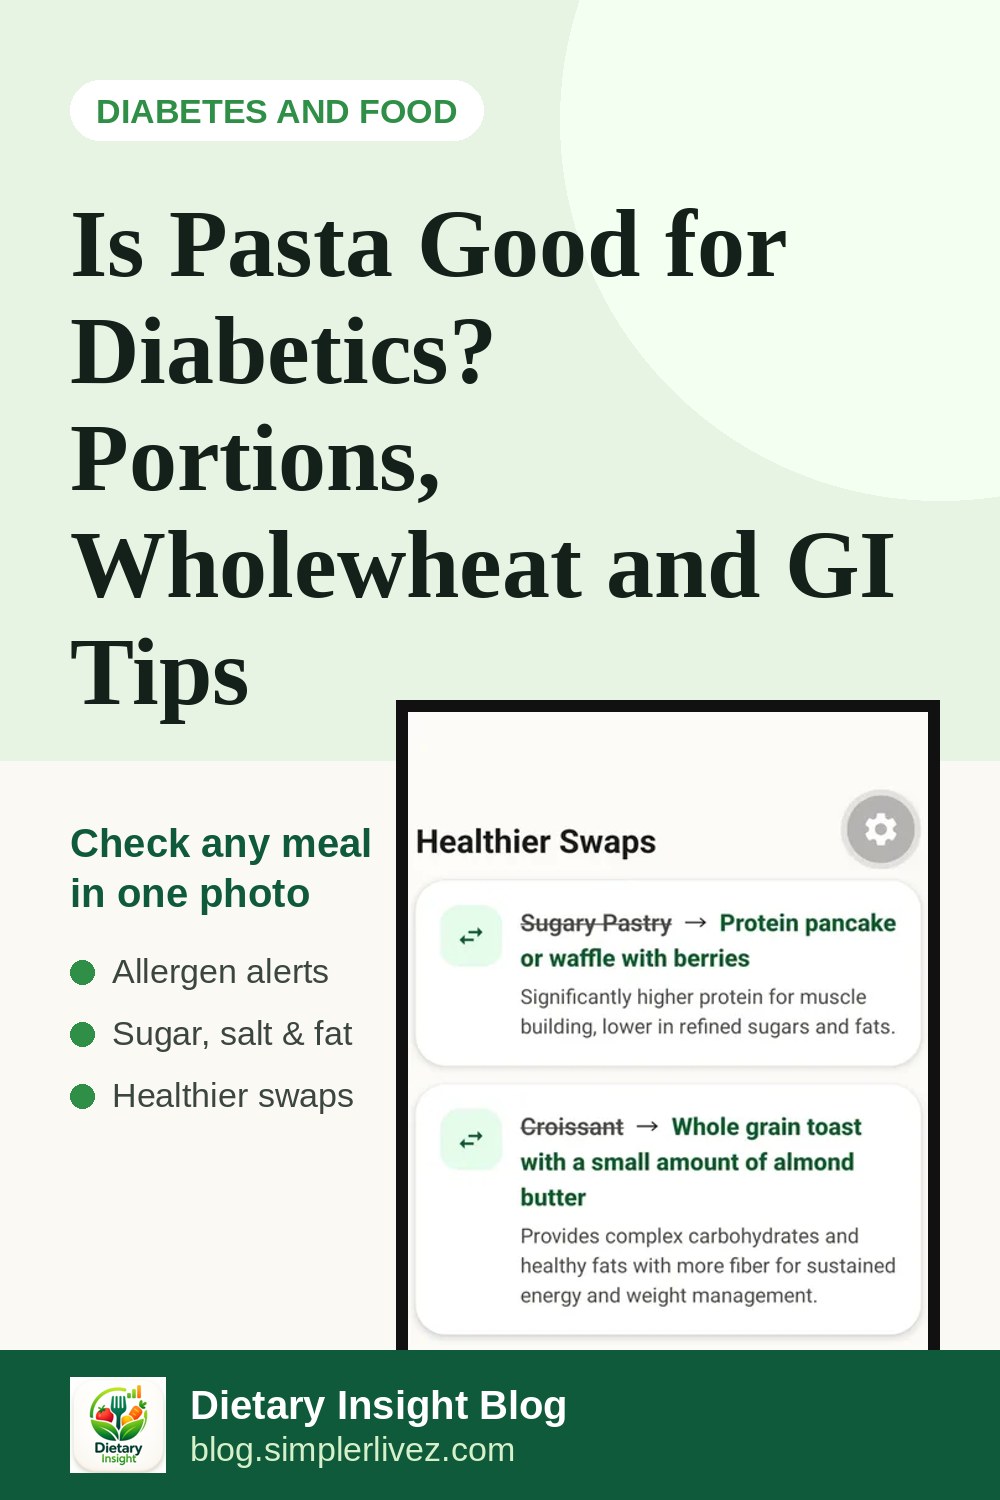 DIABETES AND FOOD
Is Pasta Good for
Diabetics?
Portions,
Wholewheat and GI
Tips
Check any meal
in one photo
Allergen alerts
Sugar, salt & fat
Healthier swaps
Healthier Swaps
Sugary Pastry → Protein pancake
or waffle with berries
Significantly higher protein for muscle
building, lower in refined sugars and fats.
Croissant → Whole grain toast
with a small amount of almond
butter
Provides complex carbohydrates and
healthy fats with more fiber for sustained
energy and weight management.
Dietary
Insight
Dietary Insight Blog
blog.simplerlivez.com